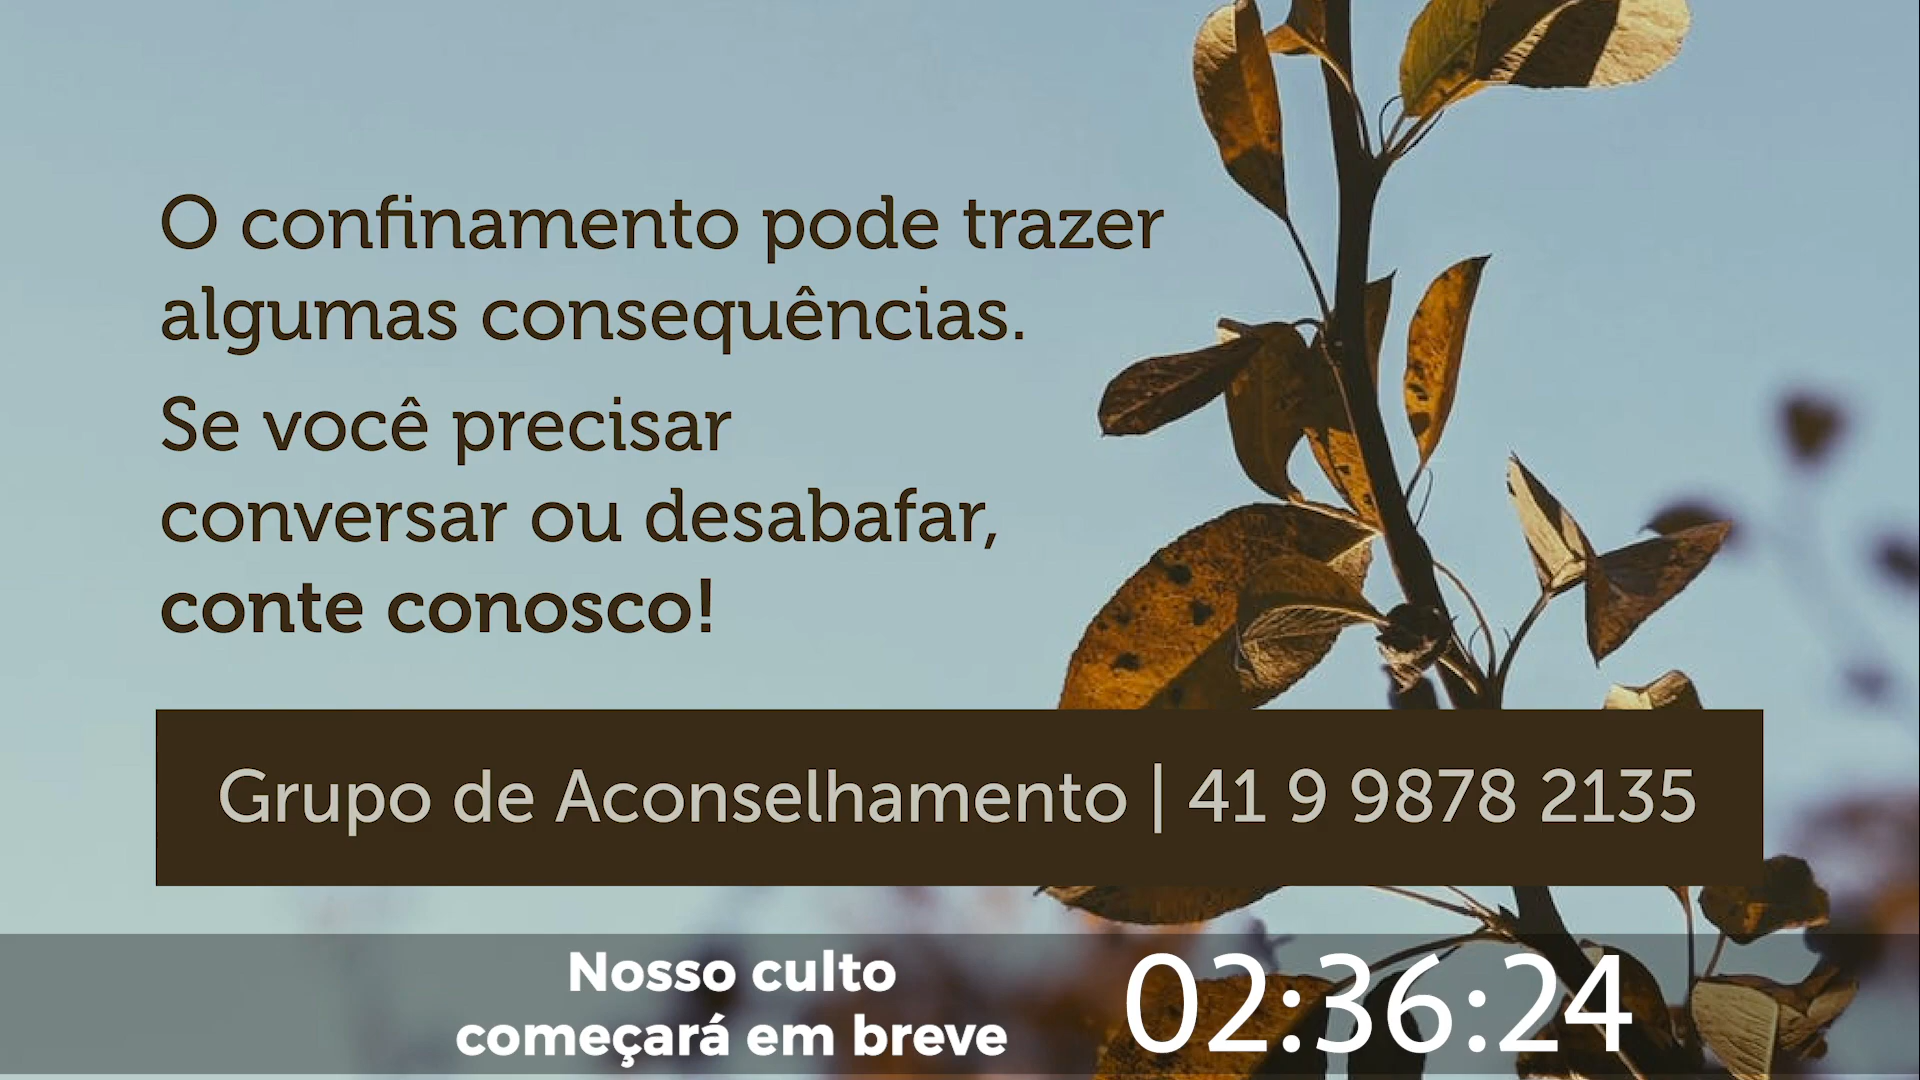 O confinamento pode trazer
algumas consequências.
Se você precisar
conversar ou desabafar,
conte conosco!
Grupo de Aconselhamento | 41 9 9878 2135
Nosso culto
começará em breve
02:36:24